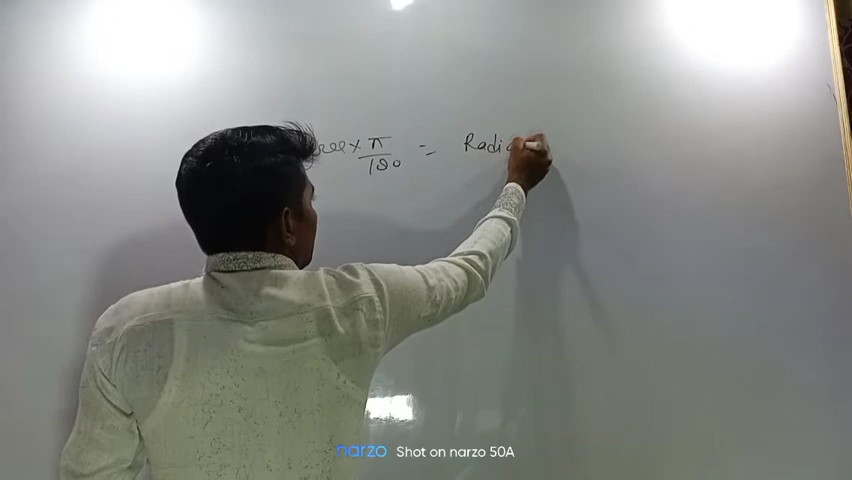 × π/180 = Radi
narzo Shot on narzo 50A